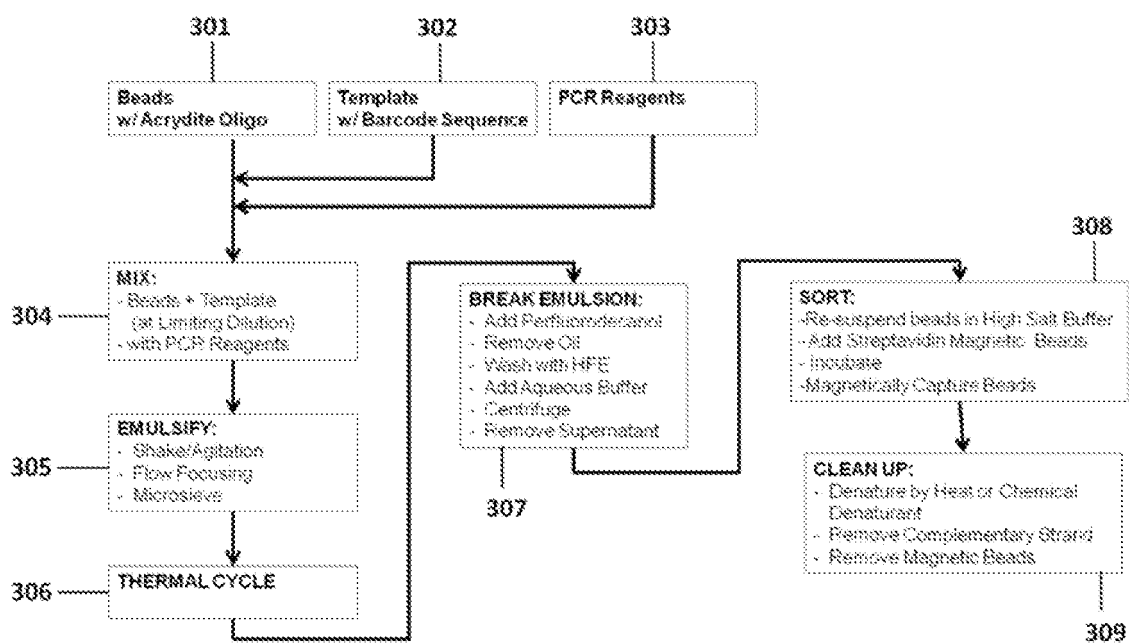 301
302
303
Beads
w/ Acrydite Oligo
Template
w/ Barcode Sequence
PCR Reagents
304
MIX:
- Beads + Template
(at Limiting Dilution)
- with PCR Reagents
305
EMULSIFY:
- Shake/Agitation
- Flow Focusing
- Microsieve
306
THERMAL CYCLE
BREAK EMULSION:
- Add Perfluorodecanol
- Remove Oil
- Wash with HFE
- Add Aqueous Buffer
- Centrifuge
- Remove Supernatant
307
308
SORT:
-Re-suspend beads in High Salt Buffer
-Add Streptavidin Magnetic Beads
-Incubate
-Magnetically Capture Beads
CLEAN UP:
- Denature by Heat or Chemical
Denaturant
- Remove Complementary Strand
- Remove Magnetic Beads
309